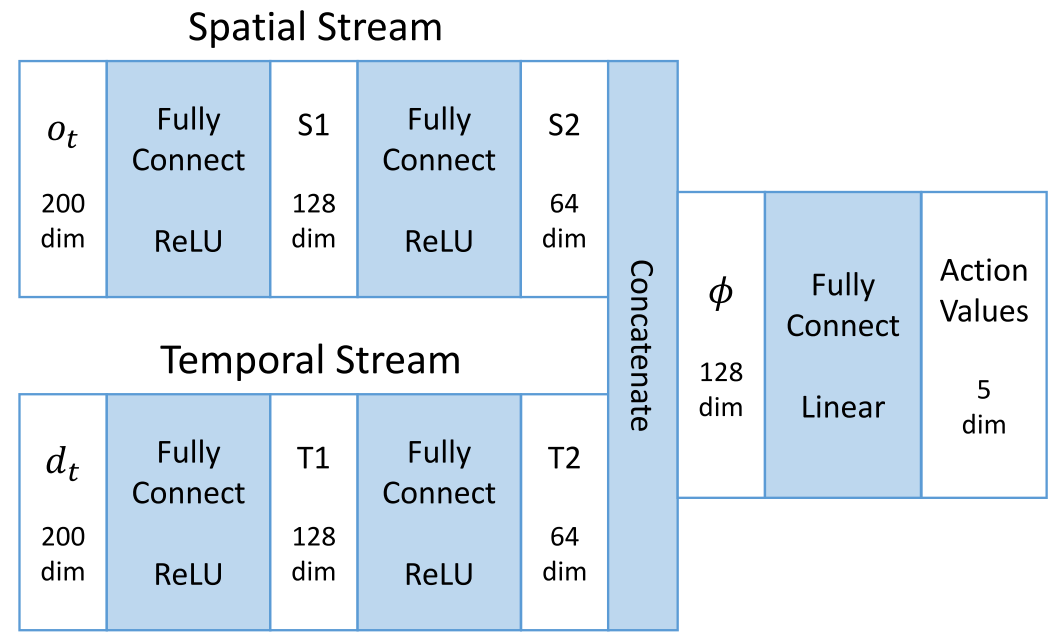 Spatial Stream
o_t
200
dim
Fully
Connect
ReLU
S1
128
dim
Fully
Connect
ReLU
S2
64
dim
Temporal Stream
d_t
200
dim
Fully
Connect
ReLU
T1
128
dim
Fully
Connect
ReLU
T2
64
dim
Concatenate
ϕ
128
dim
Fully
Connect
Linear
Action
Values
5
dim